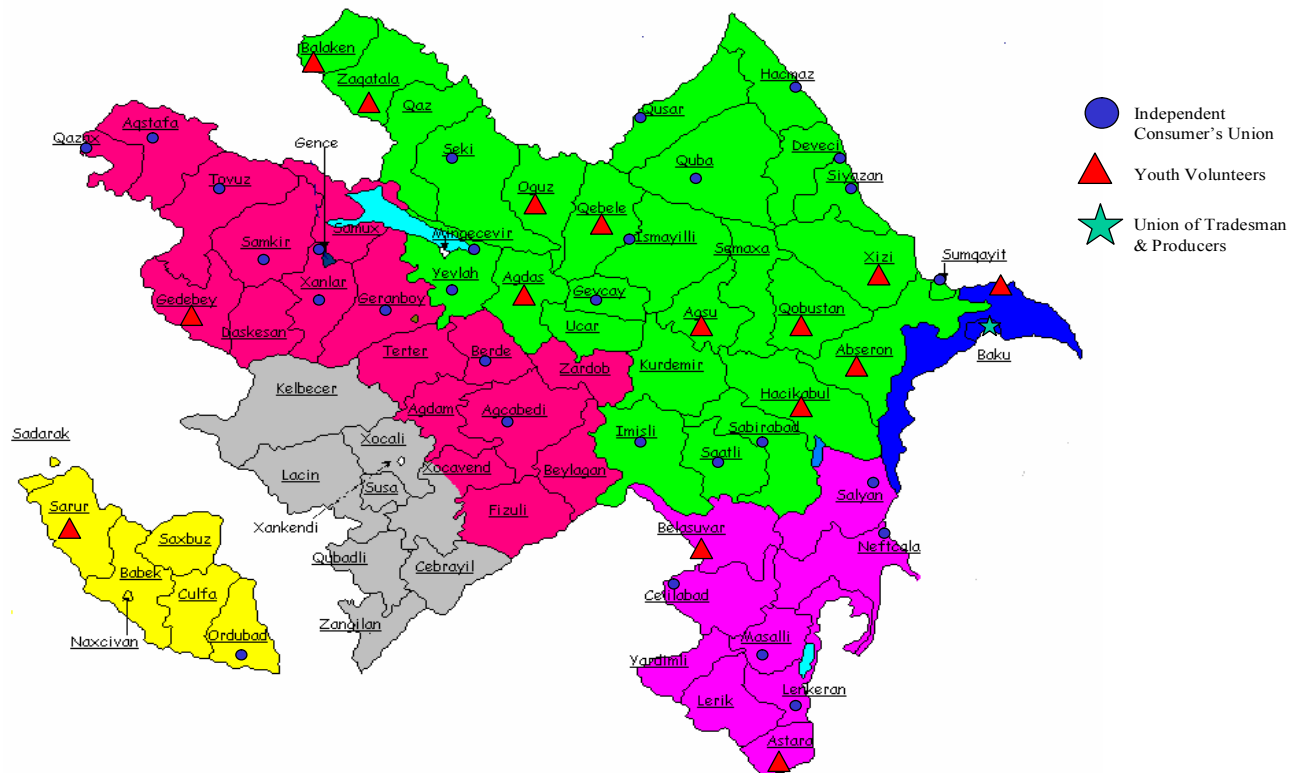 Balaken
Zaqatala
Qaz
Hacmaz
Qusar
Aqstafa
Qazax
Gence
Seki
Quba
Deveci
Siyazan
Tovuz
Oguz
Qebele
Samux
Mingecevir
Ismayilli
Semaxa
Samkir
Xizi
Sumqayit
Xanlar
Yevlah
Agdas
Gevcay
Gedebey
Geranboy
Aqsu
Qobustan
Daskesan
Ucar
Terter
Berde
Abseron
Baku
Zardob
Kurdemir
Kelbecer
Hacikabul
Agdam
Agcabedi
Sadarak
Xocali
Imisli
Sabirabad
Saatli
Lacin
Xocavend
Beylagan
Susa
Salyan
Sarur
Fizuli
Xankendi
Belasuvar
Saxbuz
Neftcala
Qubadli
Cebrayil
Babek
Culfa
Celilabad
Zangilan
Naxcivan
Ordubad
Masalli
Yardimli
Lerik
Lenkeran
Astara
Independent
Consumer's Union
Youth Volunteers
Union of Tradesman
& Producers